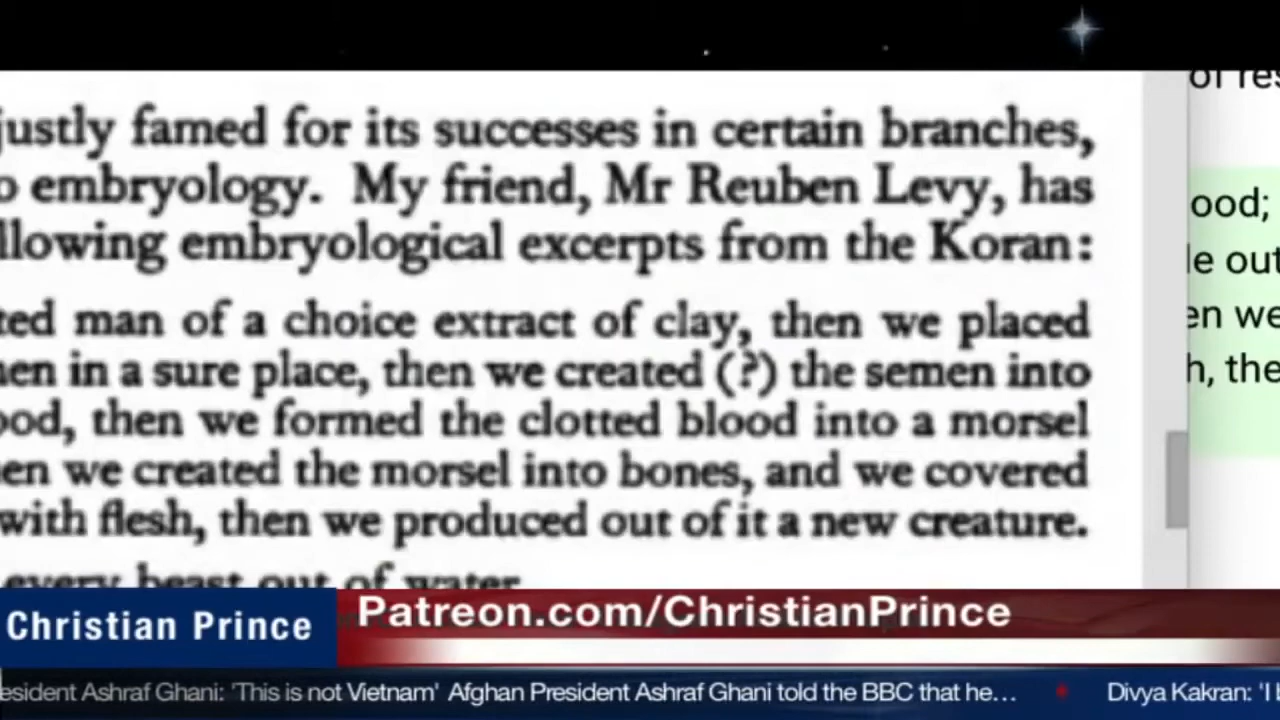 justly famed for its successes in certain branches,
embryology. My friend, Mr Reuben Levy, has
llowing embryological excerpts from the Koran:
ted man of a choice extract of clay, then we placed
en in a sure place, then we created (?) the semen into
ood, then we formed the clotted blood into a morsel
en we created the morsel into bones, and we covered
with flesh, then we produced out of it a new creature.
every beast out of water
of res
ood;
le out
en we
h, the
Christian Prince
Patreon.com/ChristianPrince
esident Ashraf Ghani: 'This is not Vietnam' Afghan President Ashraf Ghani told the BBC that he… Divya Kakran: 'I